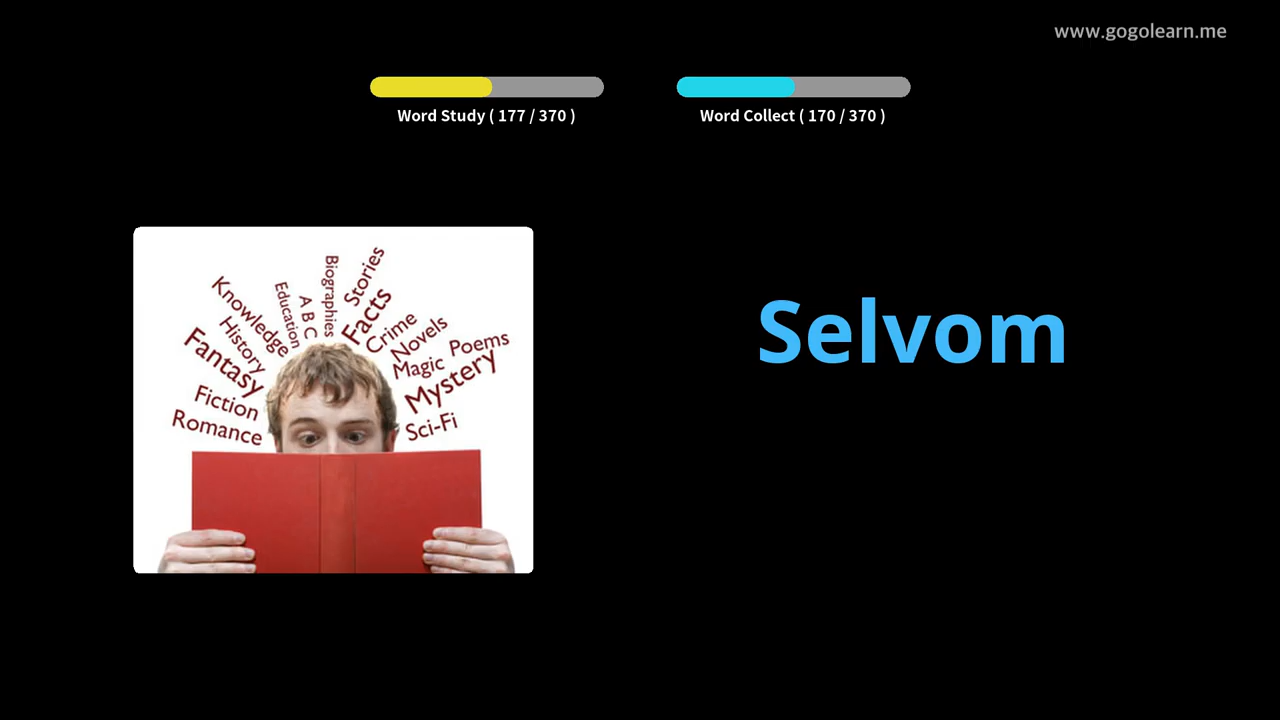 www.gogolearn.me
Word Study ( 177 / 370 )
Word Collect ( 170 / 370 )
Selvom
Biographies
Stories
Education
A B C
Facts
Knowledge
Crime
History
Novels
Fantasy
Magic
Poems
Mystery
Fiction
Romance
Sci-Fi